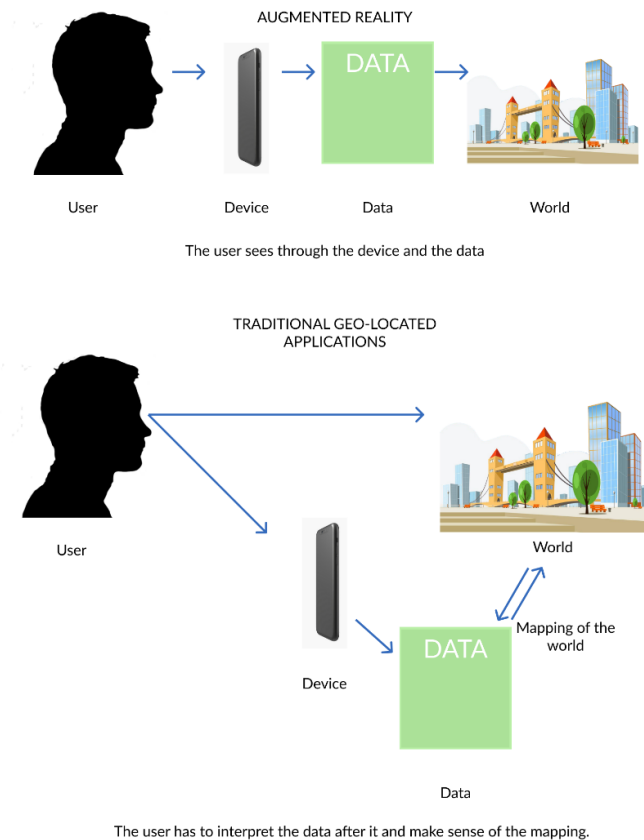 AUGMENTED REALITY
DATA
User
Device
Data
World
The user sees through the device and the data
TRADITIONAL GEO-LOCATED
APPLICATIONS
User
World
Mapping of the
world
DATA
Device
Data
The user has to interpret the data after it and make sense of the mapping.